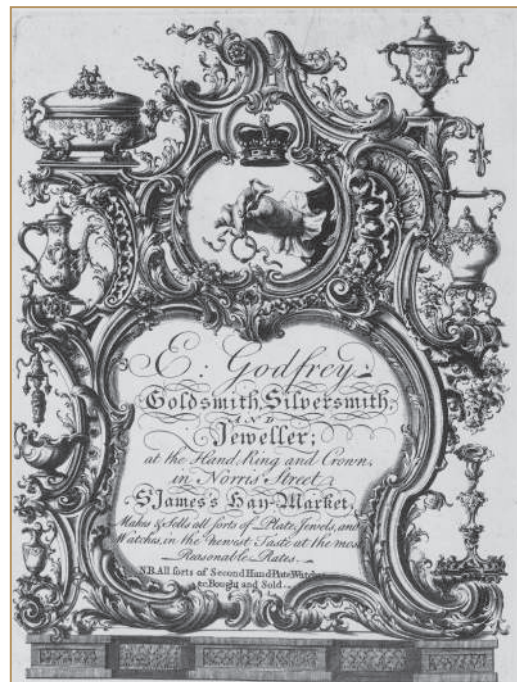 E: Godfrey
Goldsmith, Silversmith,
AND
Jeweller;
at the Hand, Ring and Crown,
in Norris Street
St. James's Hay-Market,
Makes & Sells all sorts of Plate, Jewels, and
Watches, in the newest Taste at the most
Reasonable Rates.
N.B. All sorts of Second Hand Plate Watches
&c. Bought and Sold.